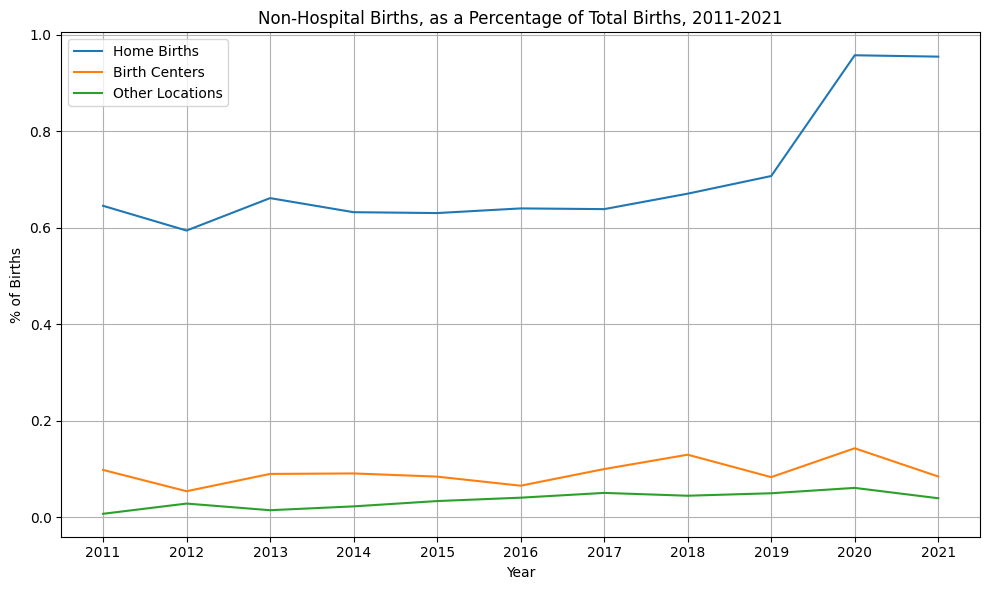 Non-Hospital Births, as a Percentage of Total Births, 2011-2021
Home Births
Birth Centers
Other Locations
% of Births
1.0
0.8
0.6
0.4
0.2
0.0
2011 2012 2013 2014 2015 2016 2017 2018 2019 2020 2021
Year